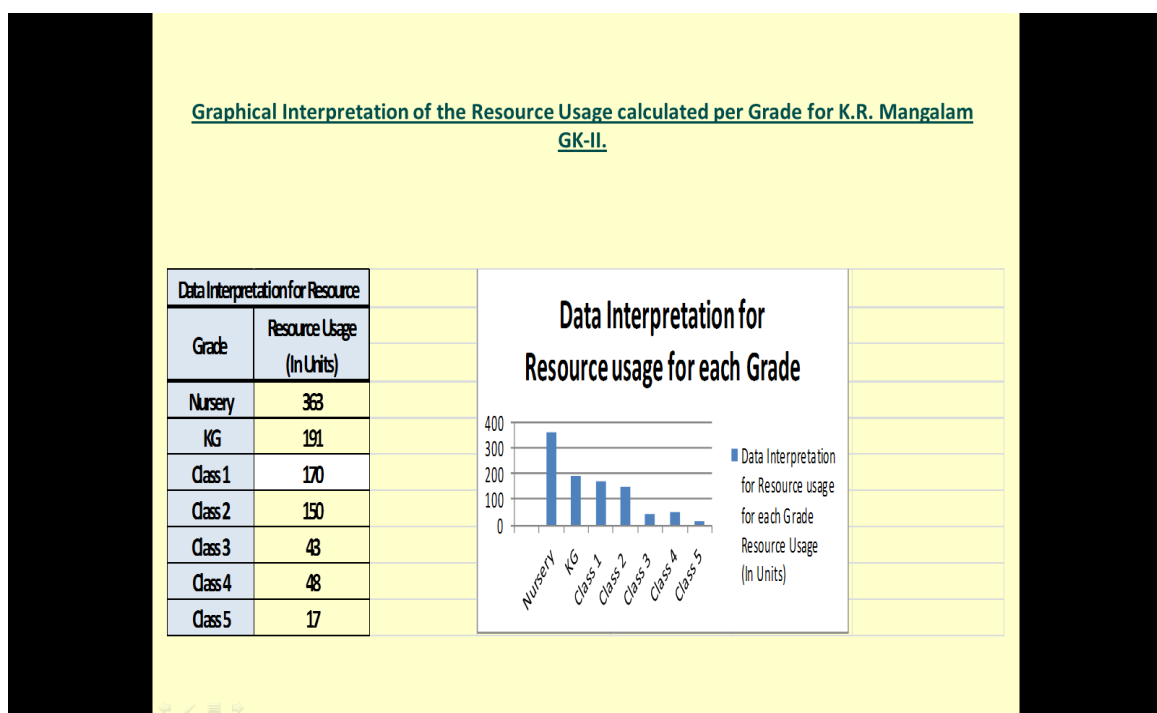 Graphical Interpretation of the Resource Usage calculated per Grade for K.R. Mangalam
GK-II.
Data Interpretation for Resource
Grade
Resource Usage
(In Units)
Nursery 363
KG 191
Class 1 170
Class 2 150
Class 3 43
Class 4 48
Class 5 17
Data Interpretation for
Resource usage for each Grade
400
300
200
100
0
Nursery
KG
Class 1
Class 2
Class 3
Class 4
Class 5
Data Interpretation
for Resource usage
for each Grade
Resource Usage
(In Units)